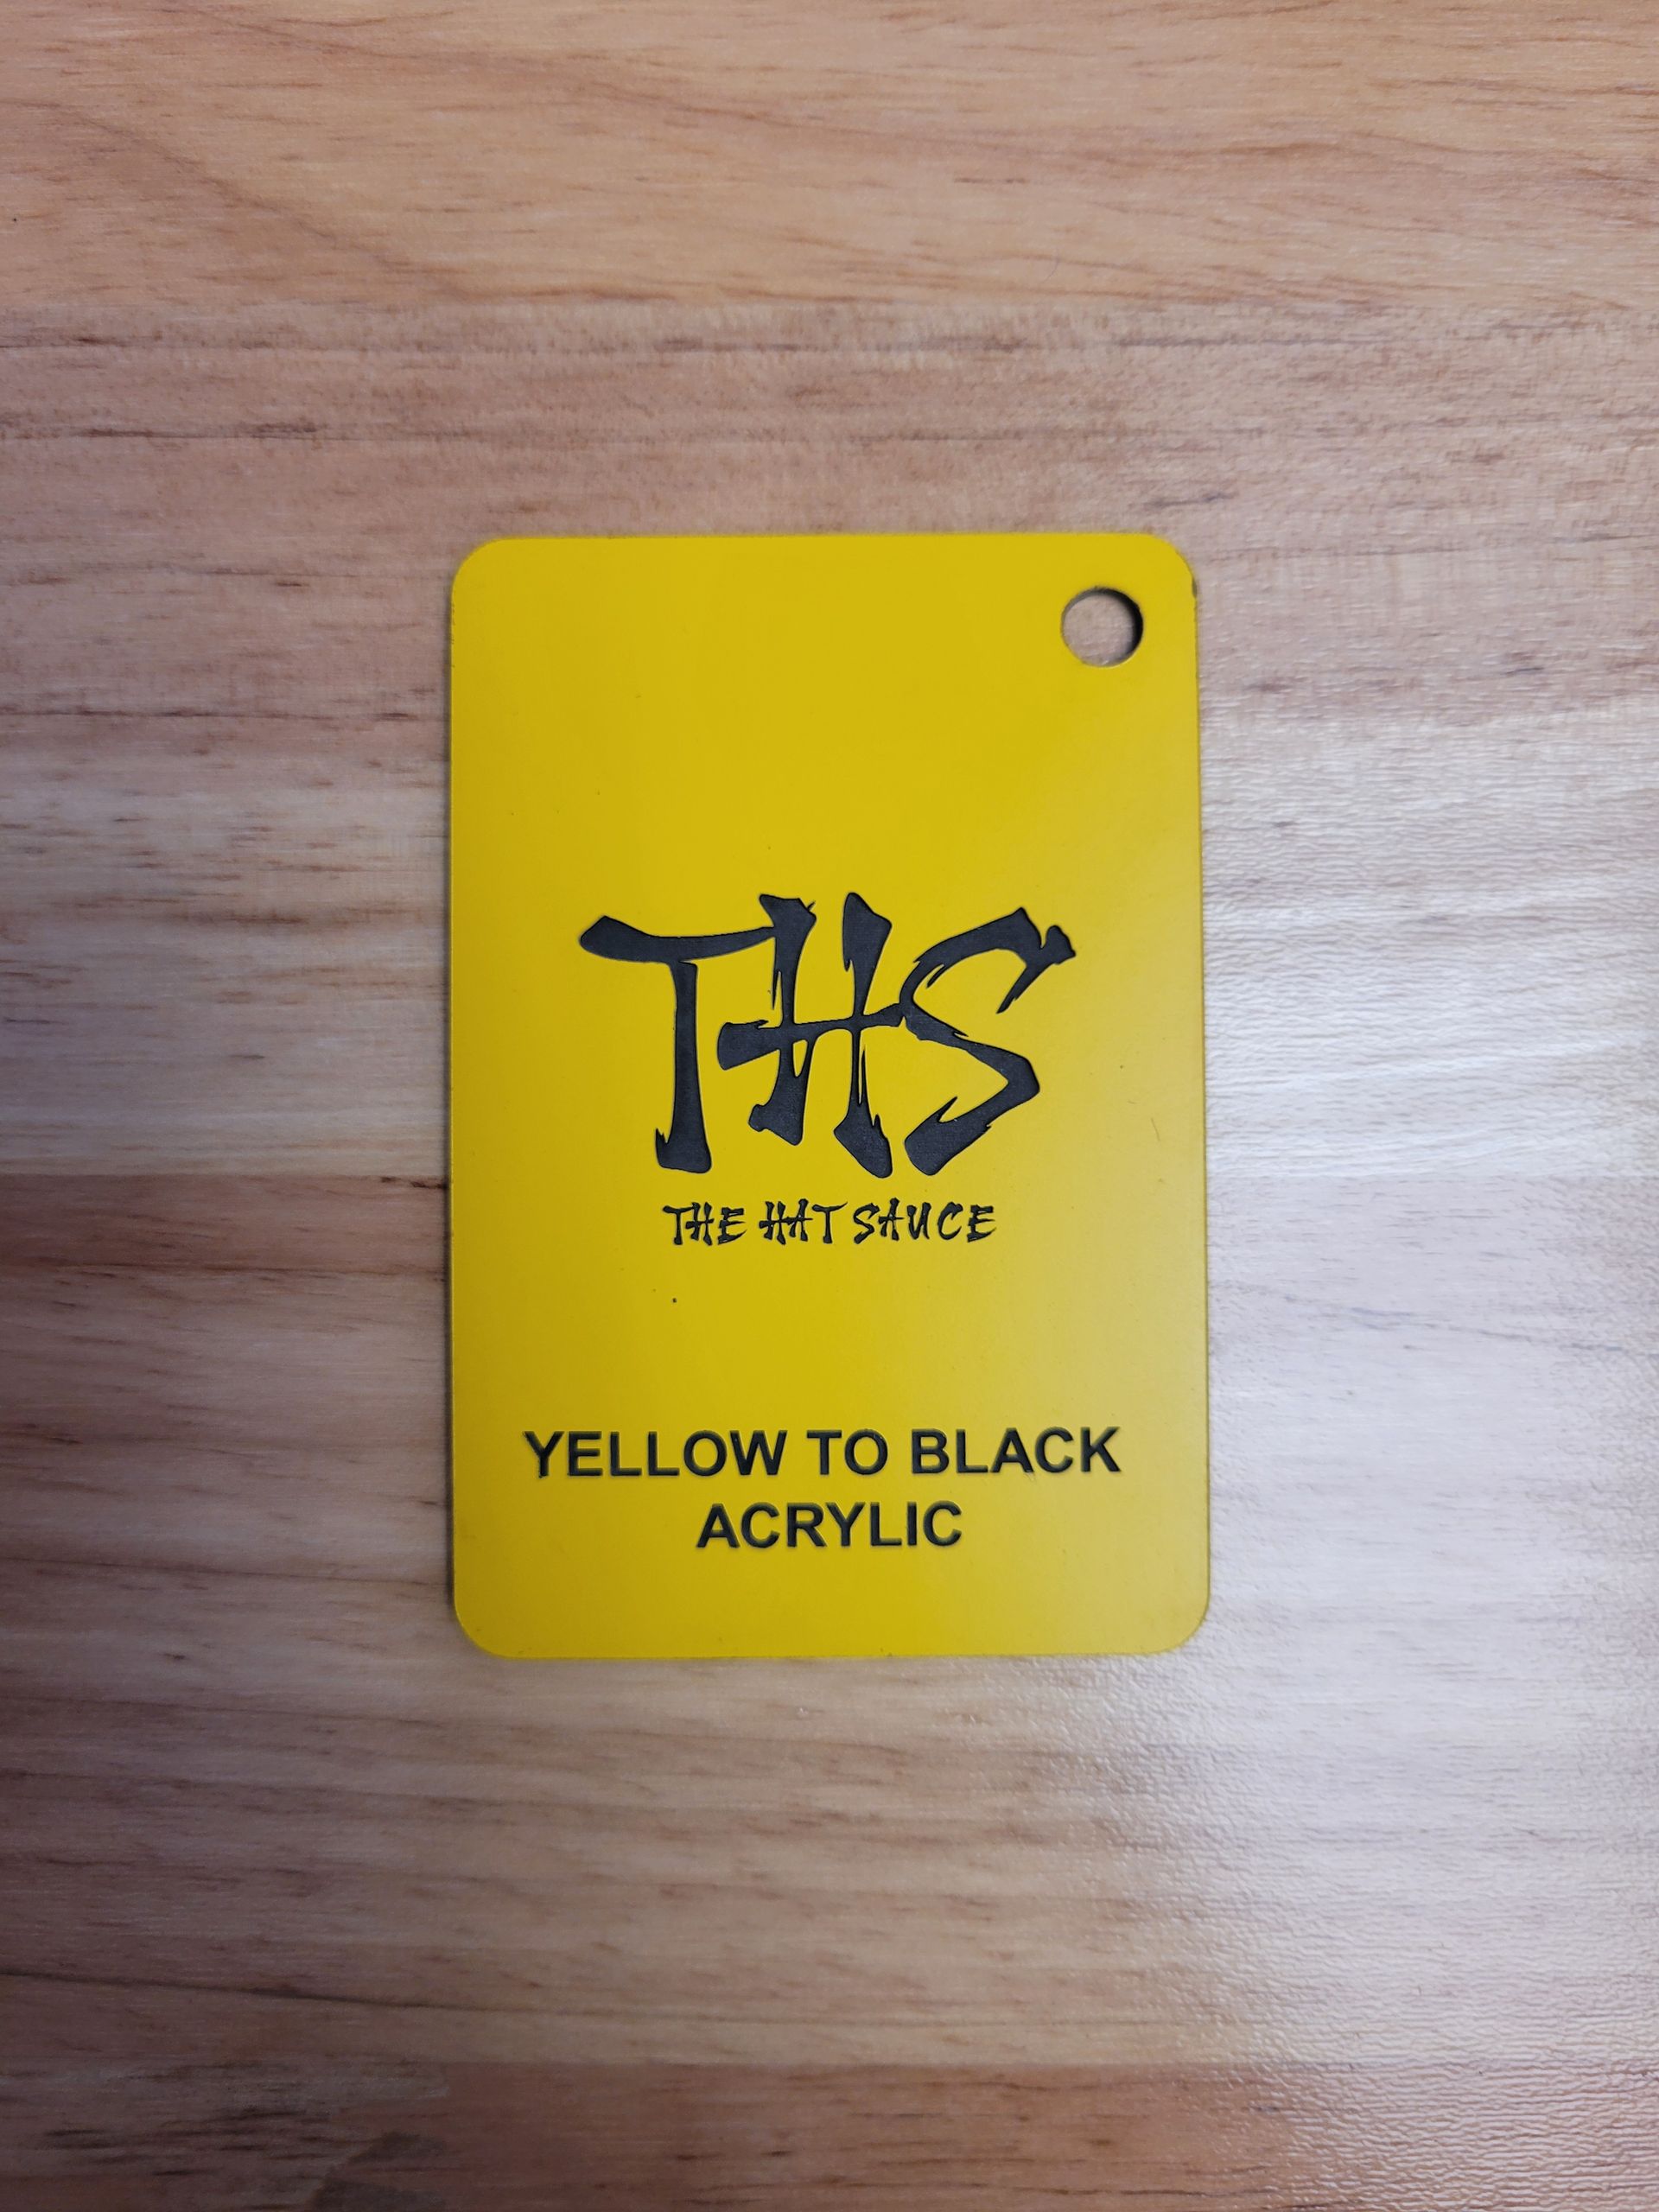 THS
THE HAT SAUCE
YELLOW TO BLACK
ACRYLIC